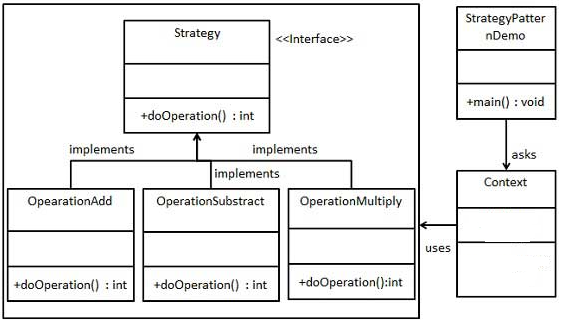 Strategy
<<Interface>>
+doOperation() : int
StrategyPatter
nDemo
+main() : void
implements
implements
implements
asks
OpearationAdd
+doOperation() : int
OperationSubstract
+doOperation() : int
OperationMultiply
+doOperation():int
Context
uses